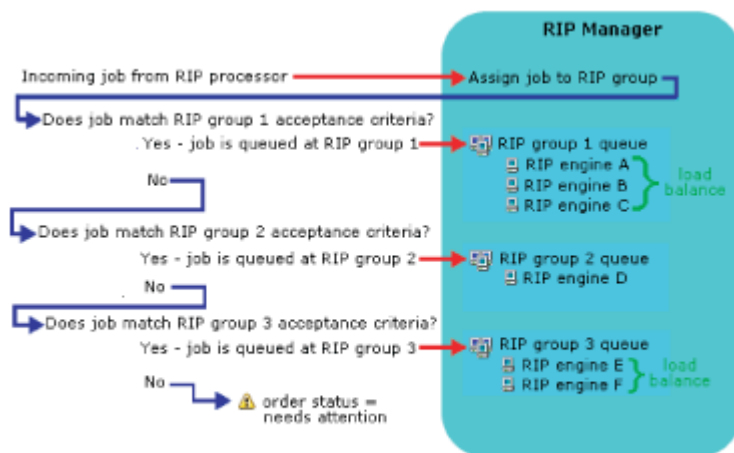 RIP Manager
Incoming job from RIP processor
Assign job to RIP group
Does job match RIP group 1 acceptance criteria?
.Yes - job is queued at RIP group 1
RIP group 1 queue
RIP engine A
RIP engine B
RIP engine C
load
balance
No
Does job match RIP group 2 acceptance criteria?
Yes - job is queued at RIP group 2
RIP group 2 queue
RIP engine D
No
Does job match RIP group 3 acceptance criteria?
Yes - job is queued at RIP group 3
RIP group 3 queue
RIP engine E
RIP engine F
load
balance
No
order status =
needs attention